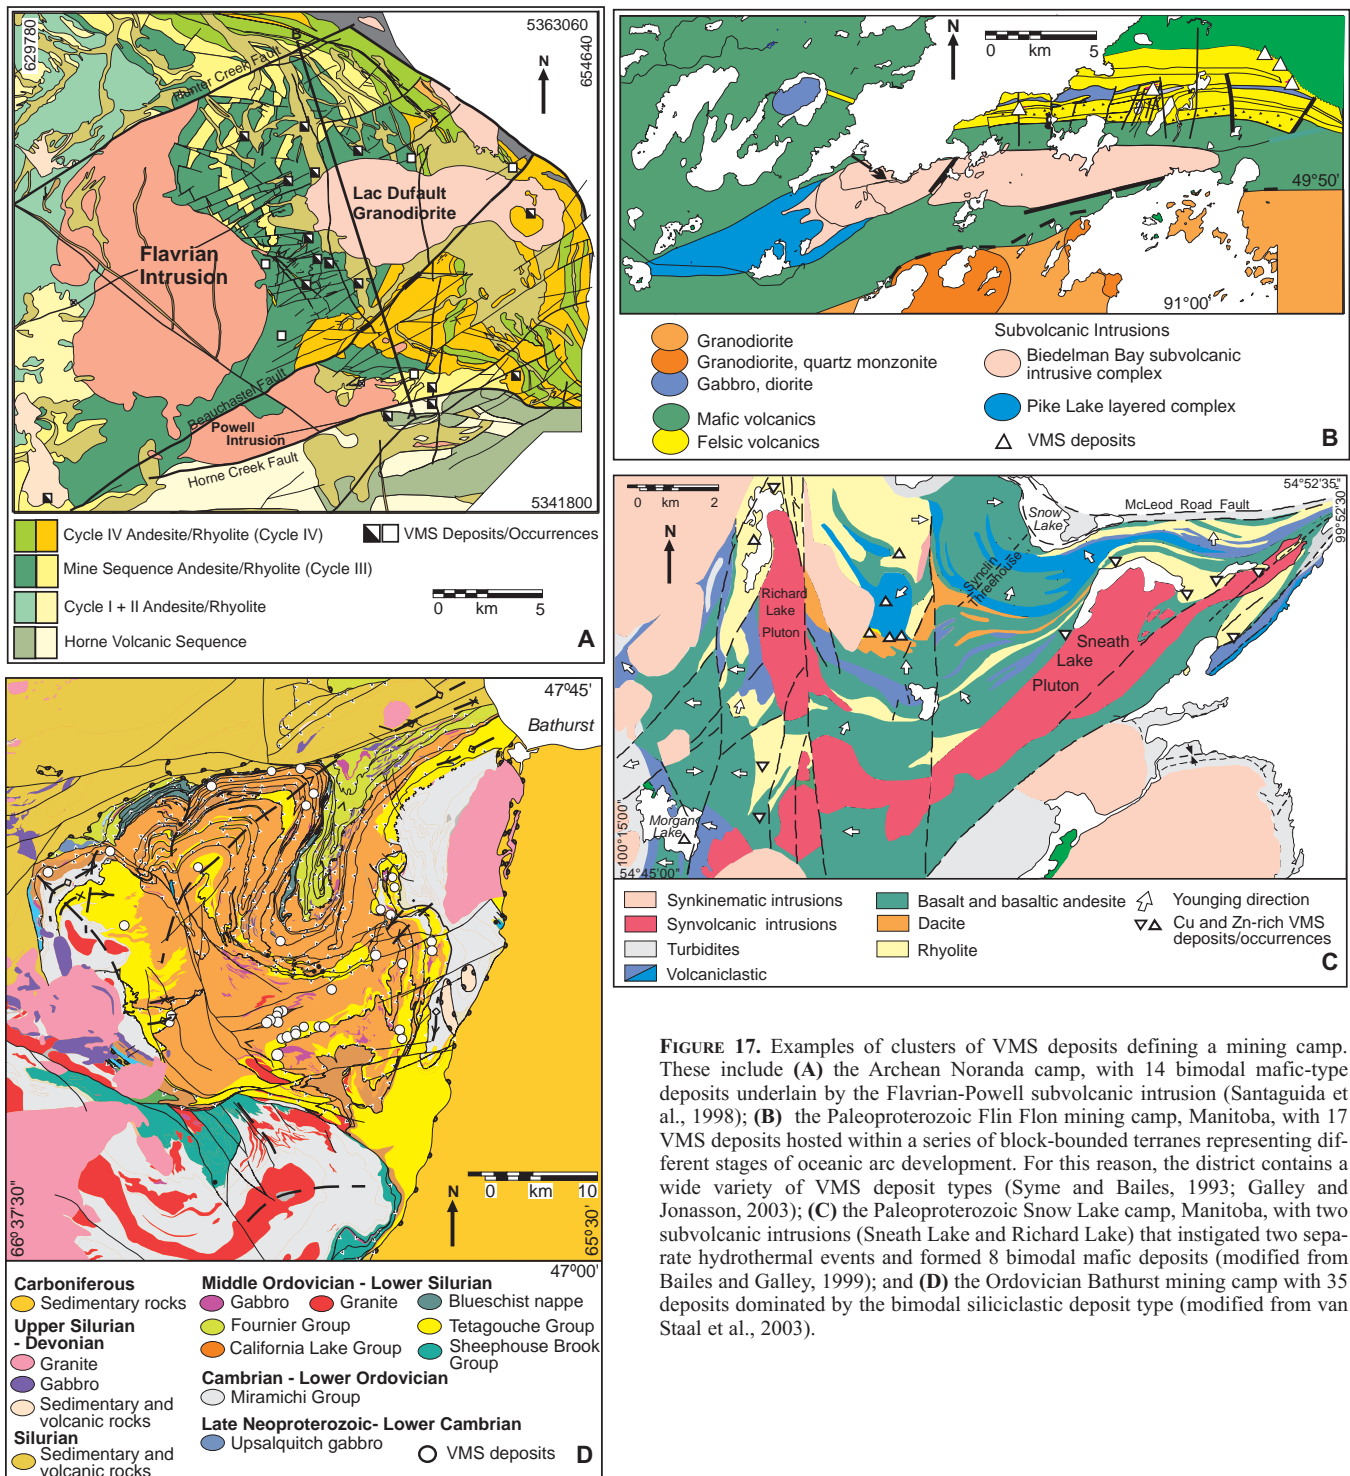 629780
5363060
654640
N
B
Hunter Creek Fault
Lac Dufault
Granodiorite
Flavrian
Intrusion
Beauchastel Fault
Powell
Intrusion
A
Horne Creek Fault
5341800
Cycle IV Andesite/Rhyolite (Cycle IV)
VMS Deposits/Occurrences
Mine Sequence Andesite/Rhyolite (Cycle III)
Cycle I + II Andesite/Rhyolite
0 km 5
Horne Volcanic Sequence
A
N
0 km 5
49°50'
91°00'
Granodiorite
Granodiorite, quartz monzonite
Gabbro, diorite
Mafic volcanics
Felsic volcanics
Subvolcanic Intrusions
Biedelman Bay subvolcanic
intrusive complex
Pike Lake layered complex
VMS deposits
B
0 km 2
54°52'35"
99°52'30"
N
Snow
Lake
McLeod Road Fault
Synclin
Threehouse
Richard
Lake
Pluton
Sneath
Lake
Pluton
Morgan
Lake
100°15'00"
54°45'00"
Synkinematic intrusions
Synvolcanic intrusions
Turbidites
Volcaniclastic
Basalt and basaltic andesite
Dacite
Rhyolite
Younging direction
Cu and Zn-rich VMS
deposits/occurrences
C
47º45'
Bathurst
N
0 km 10
66°37'30"
65°30'
47°00'
Carboniferous
Sedimentary rocks
Upper Silurian
- Devonian
Granite
Gabbro
Sedimentary and
volcanic rocks
Silurian
Sedimentary and
volcanic rocks
Middle Ordovician - Lower Silurian
Gabbro
Granite
Blueschist nappe
Fournier Group
Tetagouche Group
California Lake Group
Sheephouse Brook
Group
Cambrian - Lower Ordovician
Miramichi Group
Late Neoproterozoic- Lower Cambrian
Upsalquitch gabbro
VMS deposits
D
FIGURE 17. Examples of clusters of VMS deposits defining a mining camp.
These include (A) the Archean Noranda camp, with 14 bimodal mafic-type
deposits underlain by the Flavrian-Powell subvolcanic intrusion (Santaguida et
al., 1998); (B) the Paleoproterozoic Flin Flon mining camp, Manitoba, with 17
VMS deposits hosted within a series of block-bounded terranes representing dif-
ferent stages of oceanic arc development. For this reason, the district contains a
wide variety of VMS deposit types (Syme and Bailes, 1993; Galley and
Jonasson, 2003); (C) the Paleoproterozoic Snow Lake camp, Manitoba, with two
subvolcanic intrusions (Sneath Lake and Richard Lake) that instigated two sepa-
rate hydrothermal events and formed 8 bimodal mafic deposits (modified from
Bailes and Galley, 1999); and (D) the Ordovician Bathurst mining camp with 35
deposits dominated by the bimodal siliciclastic deposit type (modified from van
Staal et al., 2003).